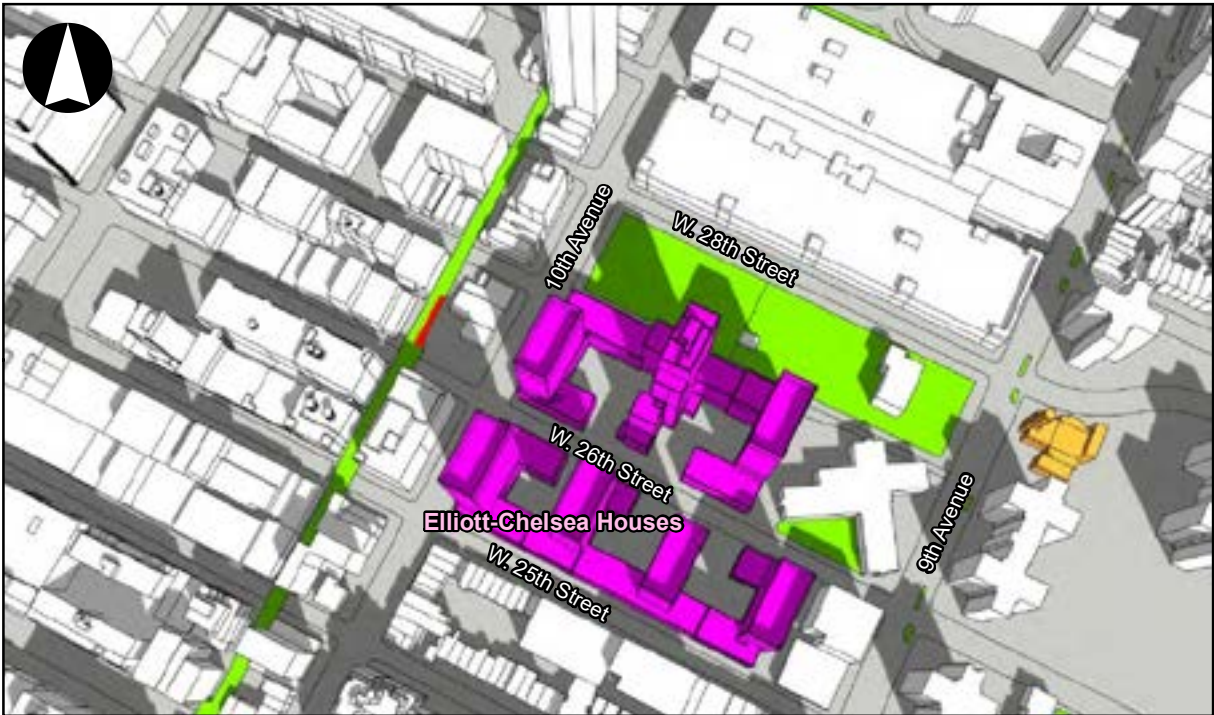 10th Avenue
W. 28th Street
W. 26th Street
Elliott-Chelsea Houses
9th Avenue
W. 25th Street